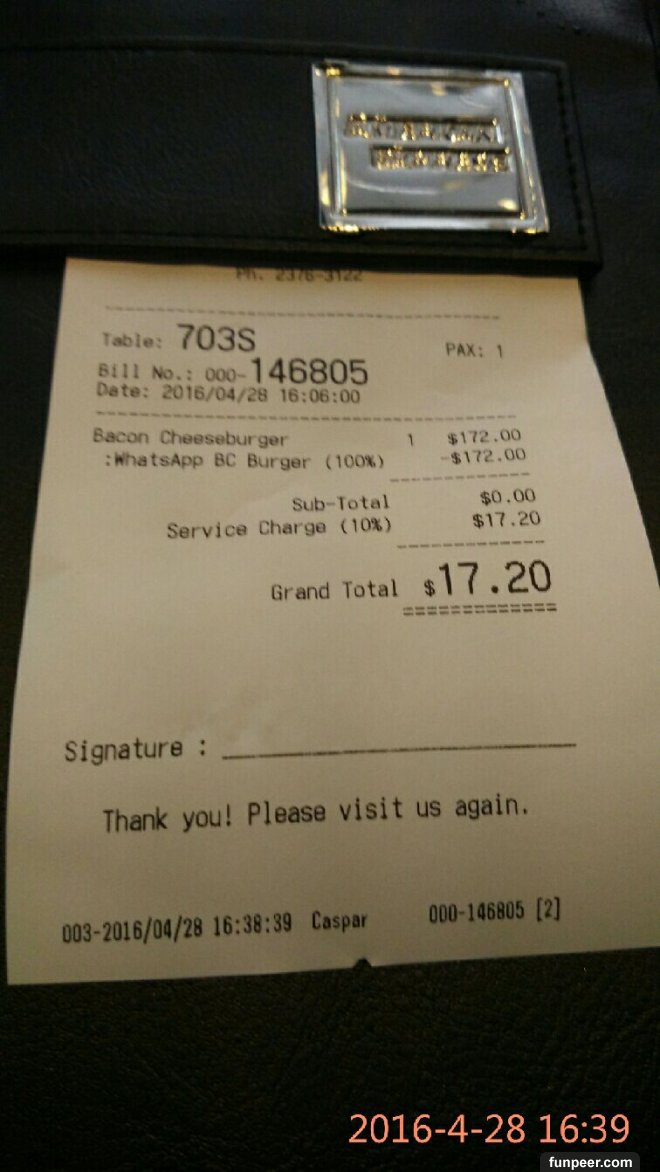 Ph. 2376-3122
Table: 703S PAX: 1
Bill No.: 000-146805
Date: 2016/04/28 16:06:00
Bacon Cheeseburger 1 $172.00
:WhatsApp BC Burger (100%) -$172.00
Sub-Total $0.00
Service Charge (10%) $17.20
Grand Total $17.20
Signature :
Thank you! Please visit us again.
003-2016/04/28 16:38:39 Caspar 000-146805 [2]
2016-4-28 16:39
funpeer.com